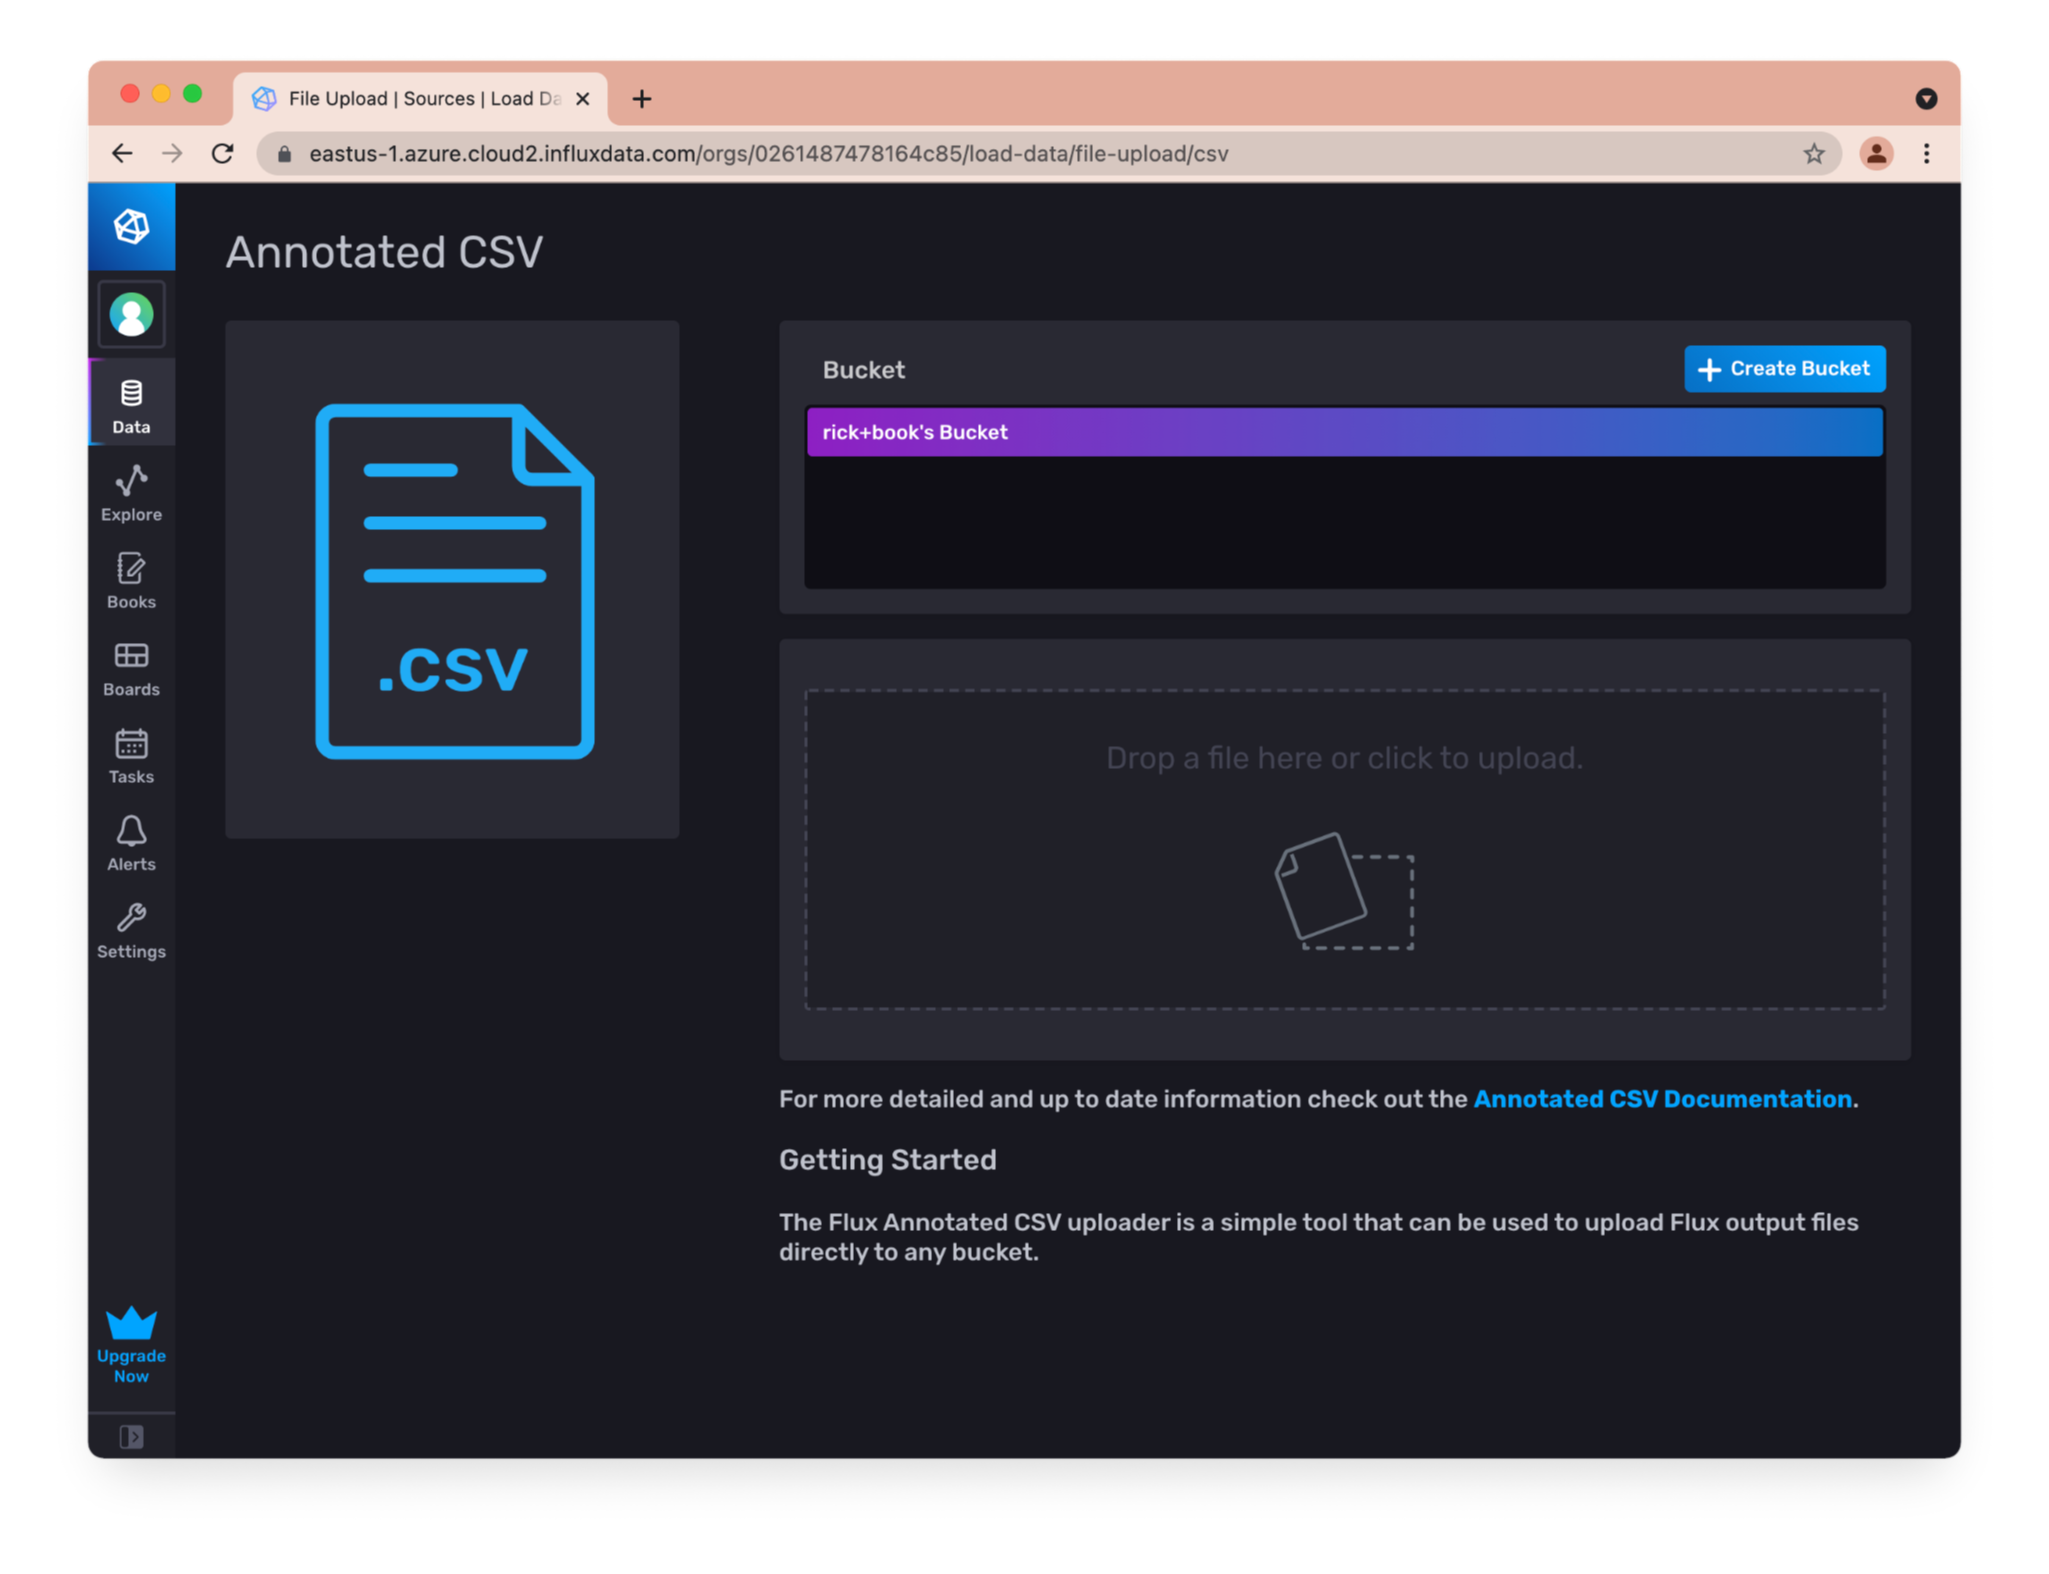 File Upload | Sources | Load Da
eastus-1.azure.cloud2.influxdata.com/orgs/0261487478164c85/load-data/file-upload/csv
Annotated CSV
Data
Explore
Books
Boards
Tasks
Alerts
Settings
Upgrade
Now
.CSV
Bucket
Create Bucket
rick+book's Bucket
Drop a file here or click to upload.
For more detailed and up to date information check out the Annotated CSV Documentation.
Getting Started
The Flux Annotated CSV uploader is a simple tool that can be used to upload Flux output files
directly to any bucket.